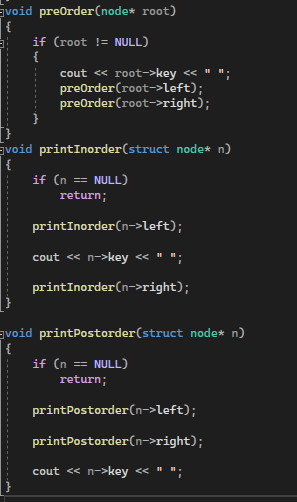 void preOrder(node* root)
{
    if (root != NULL)
    {
        cout << root->key << " ";
        preOrder(root->left);
        preOrder(root->right);
    }
}
void printInorder(struct node* n)
{
    if (n == NULL)
        return;
    printInorder(n->left);
    cout << n->key << " ";
    printInorder(n->right);
}
void printPostorder(struct node* n)
{
    if (n == NULL)
        return;
    printPostorder(n->left);
    printPostorder(n->right);
    cout << n->key << " ";
}